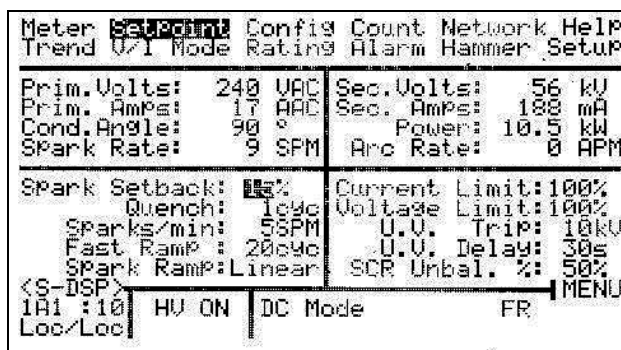 Meter Setpoint Config Count Network Help
Trend V/I Mode Rating Alarm Hammer Setup
Prim.Volts: 240 VAC Sec.Volts: 56 kV
Prim. Amps: 17 AAC Sec. Amps: 188 mA
Cond.Angle: 90 ° Power: 10.5 kW
Spark Rate: 9 SPM Arc Rate: 0 APM
Spark Setback: % Current Limit:100%
Quench: 1cyc Voltage Limit:100%
Sparks/min: 5SPM U.V. Trip: 10kV
Fast Ramp : 20cyc U.V. Delay: 30s
Spark Ramp:Linear SCR Unbal. %: 50%
<S-DSP> MENU
1A1 :10 HV ON DC Mode FR
Loc/Loc